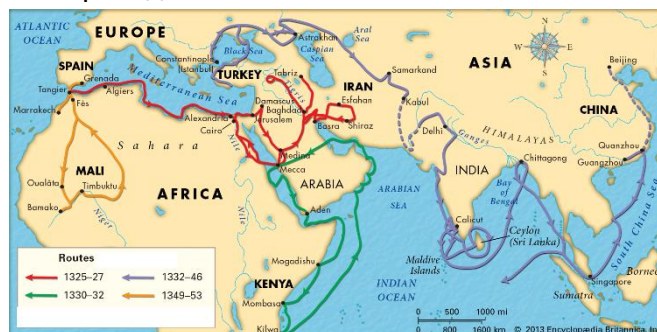 ATLANTIC
OCEAN
EUROPE
Black Sea
Constantinople
(Istanbul)
Astrakhan
Caspian
Sea
Aral
Sea
N
W
E
S
ASIA
Beijing
SPAIN
Grenada
Tangier
Algiers
Fès
Marrakech
Mediterranean Sea
TURKEY
Tabriz
Tigris
IRAN
Samarkand
Kabul
Damascus
Baghdad
Jerusalem
Esfahan
Basra
Shiraz
Alexandria
Cairo
Nile
Medina
Mecca
ARABIA
Aden
Delhi
Ganges
HIMALAYAS
INDIA
Chittagong
CHINA
Quanzhou
Guangzhou
Sahara
MALI
Oualâta
Timbuktu
Bamako
Niger
AFRICA
Nile
ARABIAN
SEA
Bay
of
Bengal
Calicut
Ceylon
(Sri Lanka)
Maldive
Islands
South China Sea
Mogadishu
KENYA
Mombasa
Kilwa
INDIAN
OCEAN
Singapore
Sumatra
Borneo
Routes
1325–27
1332–46
1330–32
1349–53
0 500 1000 mi
0 800 1600 km
© 2013 Encyclopædia Britannica, Inc.